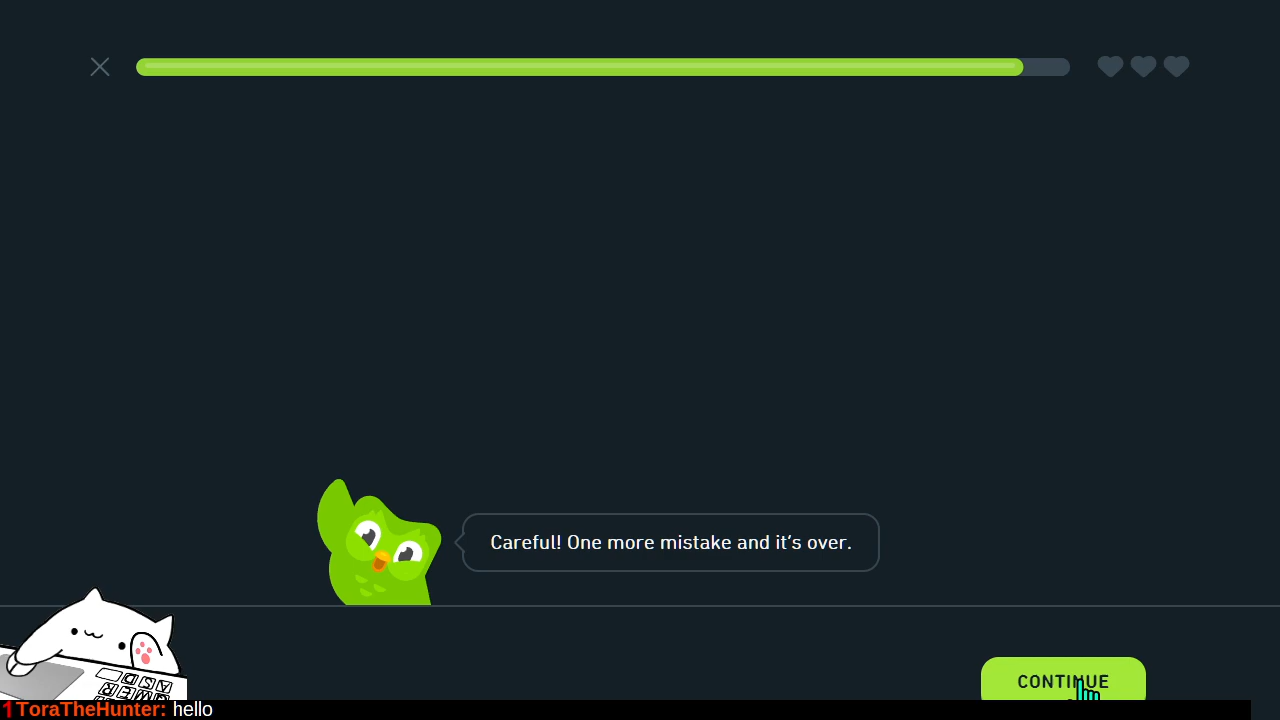 Careful! One more mistake and it's over.
CONTINUE
1 ToraTheHunter: hello